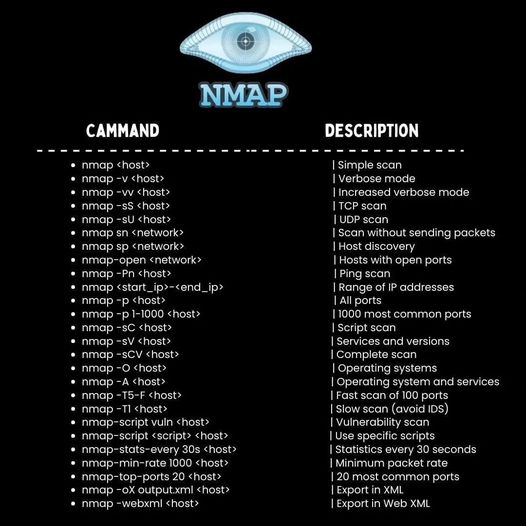 NMAP
CAMMAND DESCRIPTION
• nmap <host> | Simple scan
• nmap -v <host> | Verbose mode
• nmap -vv <host> | Increased verbose mode
• nmap -sS <host> | TCP scan
• nmap -sU <host> | UDP scan
• nmap sn <network> | Scan without sending packets
• nmap sp <network> | Host discovery
• nmap-open <network> | Hosts with open ports
• nmap -Pn <host> | Ping scan
• nmap <start_ip>-<end_ip> | Range of IP addresses
• nmap -p <host> | All ports
• nmap -p 1-1000 <host> | 1000 most common ports
• nmap -sC <host> | Script scan
• nmap -sV <host> | Services and versions
• nmap -sCV <host> | Complete scan
• nmap -O <host> | Operating systems
• nmap -A <host> | Operating system and services
• nmap -T5-F <host> | Fast scan of 100 ports
• nmap -T1 <host> | Slow scan (avoid IDS)
• nmap-script vuln <host> | Vulnerability scan
• nmap-script <script> <host> | Use specific scripts
• nmap-stats-every 30s <host> | Statistics every 30 seconds
• nmap-min-rate 1000 <host> | Minimum packet rate
• nmap-top-ports 20 <host> | 20 most common ports
• nmap -oX output.xml <host> | Export in XML
• nmap -webxml <host> | Export in Web XML